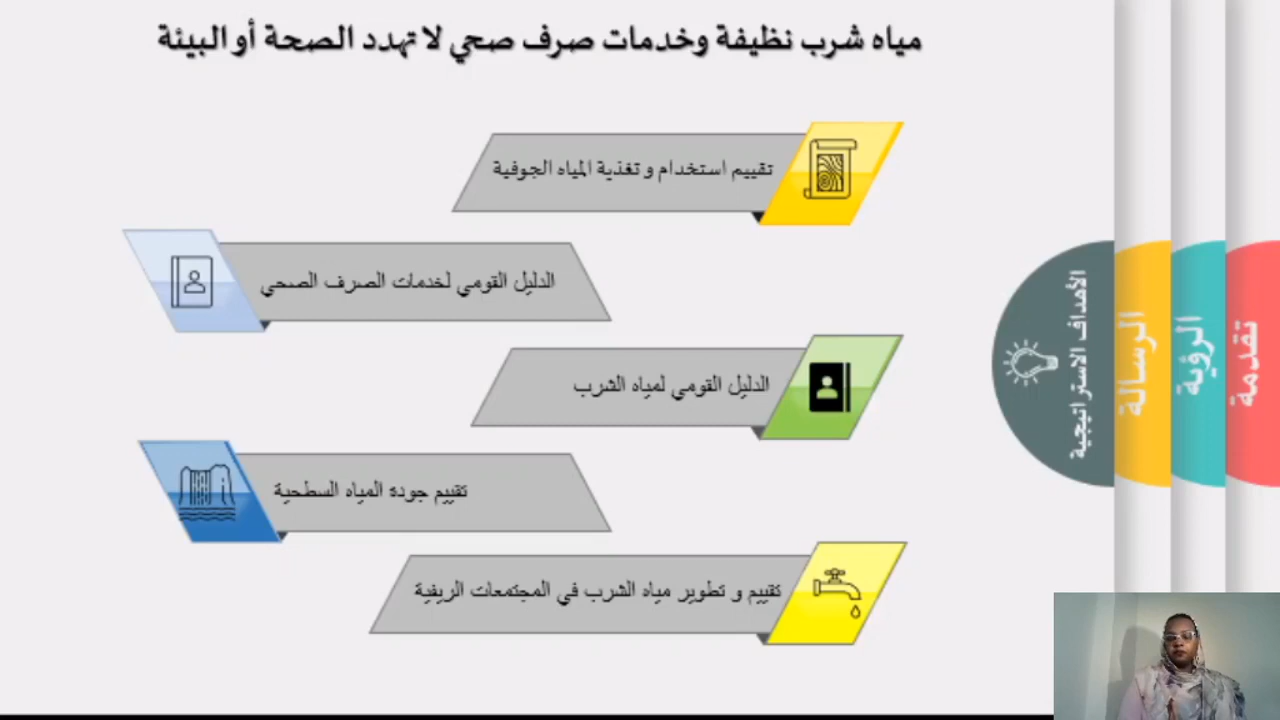 مياه شرب نظيفة وخدمات صرف صحي لا تهدد الصحة أو البيئة
تقييم استخدام و تغذية المياه الجوفية
الدليل القومي لخدمات الصرف الصحي
الدليل القومي لمياه الشرب
تقييم جودة المياه السطحية
تقييم و تطوير مياه الشرب في المجتمعات الريفية
تقدمة
الرؤية
الرسالة
الأهداف الاستراتيجية